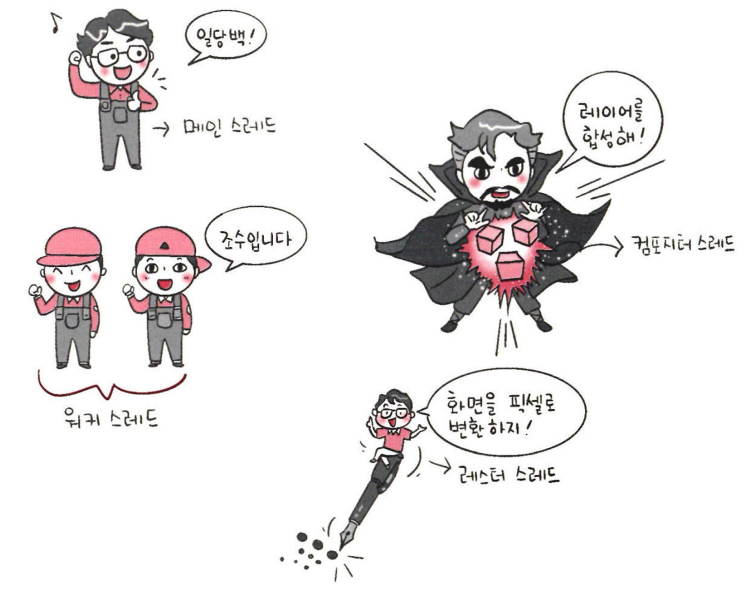 일당백!
메인 스레드
레이어를
합성해!
컴포지터 스레드
조수입니다
워커 스레드
화면을 픽셀로
변환하지!
레스터 스레드